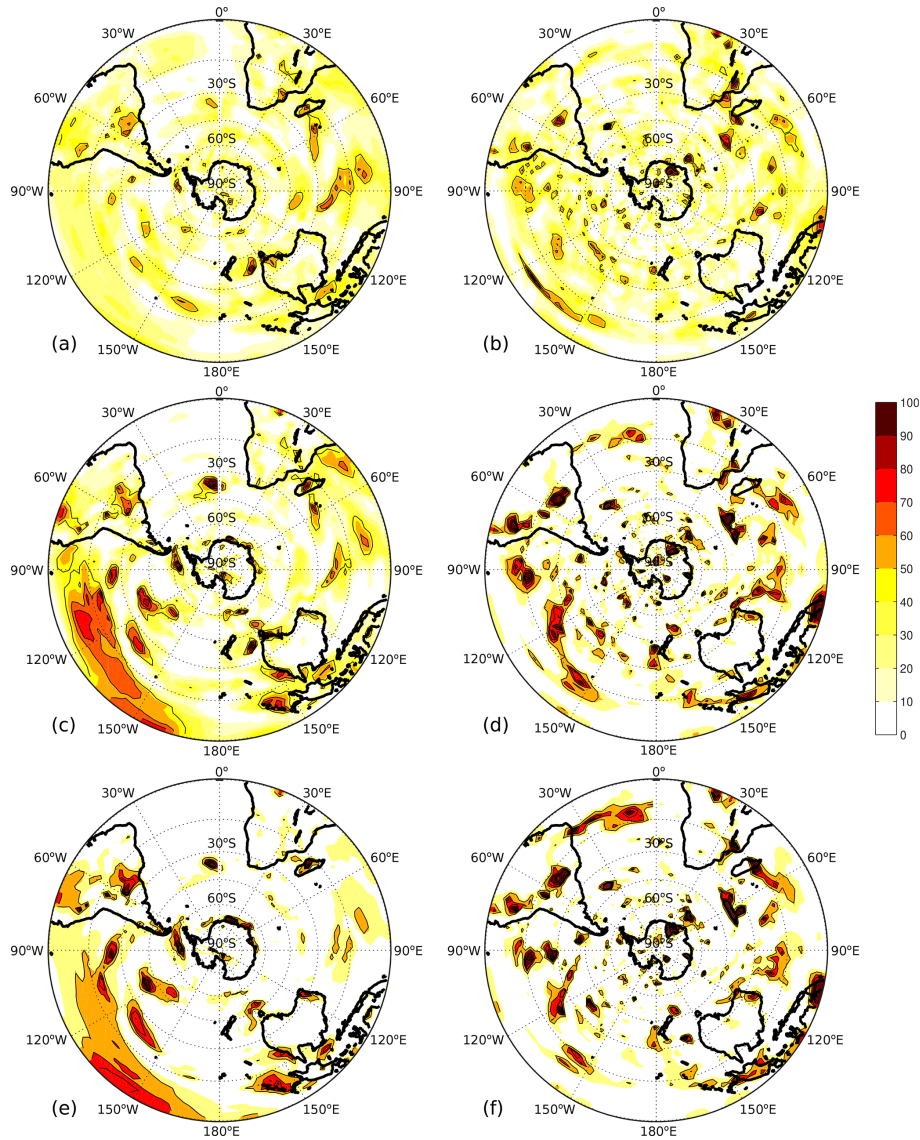 0° 0°
30°W 30°E 30°W 30°E
60°W 30°S 60°E 60°W 30°S 60°E
60°S 60°S
90°W 90°S 90°E 90°W 90°S 90°E
120°W 120°E 120°W 120°E
(a) 150°W 150°E (b) 150°W 150°E
180°E 180°E
0° 0°
30°W 30°E 30°W 30°E
60°W 30°S 60°E 60°W 30°S 60°E
60°S 60°S
90°W 90°S 90°E 90°W 90°S 90°E
120°W 120°E 120°W 120°E
(c) 150°W 150°E (d) 150°W 150°E
180°E 180°E
100
90
80
70
60
50
40
30
20
10
0
0° 0°
30°W 30°E 30°W 30°E
60°W 30°S 60°E 60°W 30°S 60°E
60°S 60°S
90°W 90°S 90°E 90°W 90°S 90°E
120°W 120°E 120°W 120°E
(e) 150°W 150°E (f) 150°W 150°E
180°E 180°E